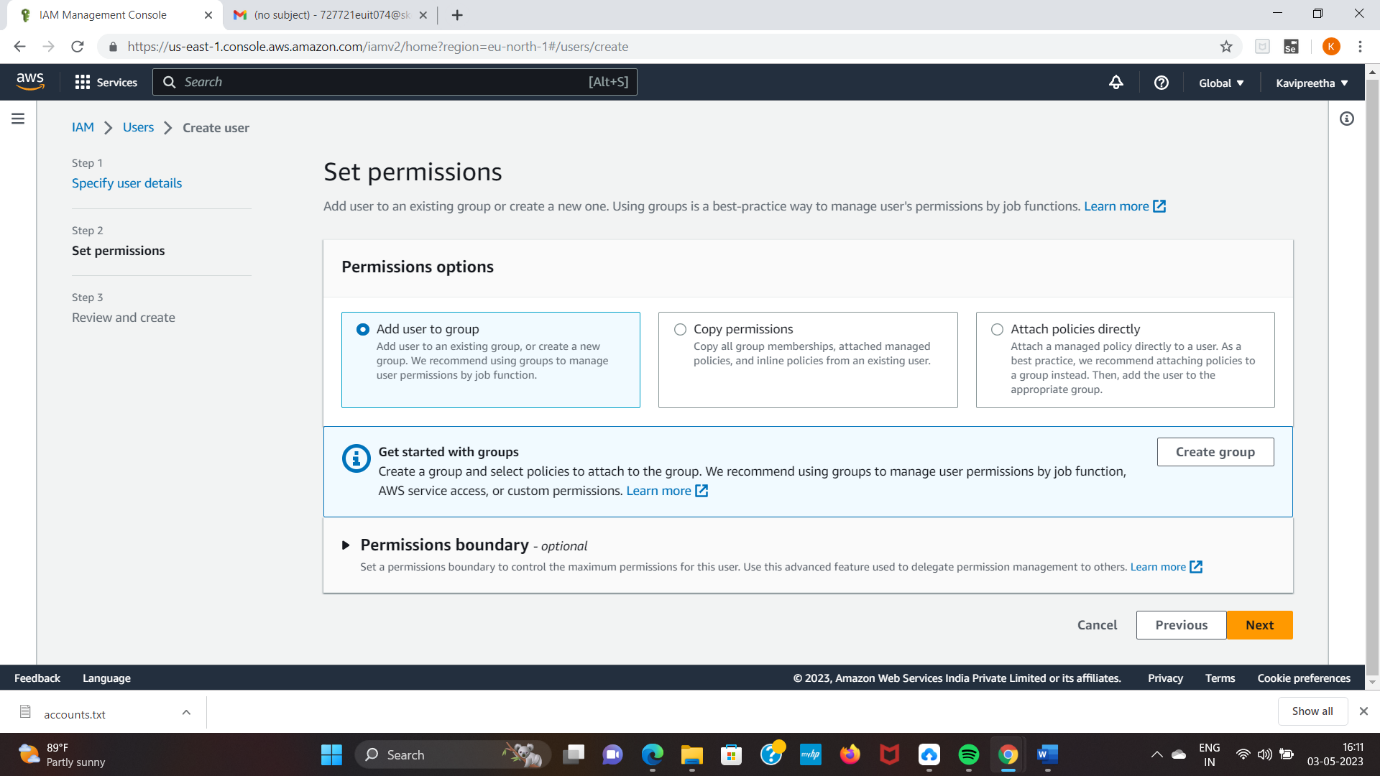 IAM Management Console
(no subject) - 727721euit074@sk
https://us-east-1.console.aws.amazon.com/iamv2/home?region=eu-north-1#/users/create
Se
K
aws
Services
Search
[Alt+S]
Global
Kavipreetha
IAM
Users
Create user
Step 1
Specify user details
Step 2
Set permissions
Step 3
Review and create
Set permissions
Add user to an existing group or create a new one. Using groups is a best-practice way to manage user's permissions by job functions. Learn more
Permissions options
Add user to group
Add user to an existing group, or create a new
group. We recommend using groups to manage
user permissions by job function.
Copy permissions
Copy all group memberships, attached managed
policies, and inline policies from an existing user.
Attach policies directly
Attach a managed policy directly to a user. As a
best practice, we recommend attaching policies to
a group instead. Then, add the user to the
appropriate group.
Get started with groups
Create a group and select policies to attach to the group. We recommend using groups to manage user permissions by job function,
AWS service access, or custom permissions. Learn more
Create group
Permissions boundary - optional
Set a permissions boundary to control the maximum permissions for this user. Use this advanced feature used to delegate permission management to others. Learn more
Cancel
Previous
Next
Feedback
Language
© 2023, Amazon Web Services India Private Limited or its affiliates.
Privacy
Terms
Cookie preferences
accounts.txt
Show all
89°F
Partly sunny
Search
myhp
ENG
IN
16:11
03-05-2023